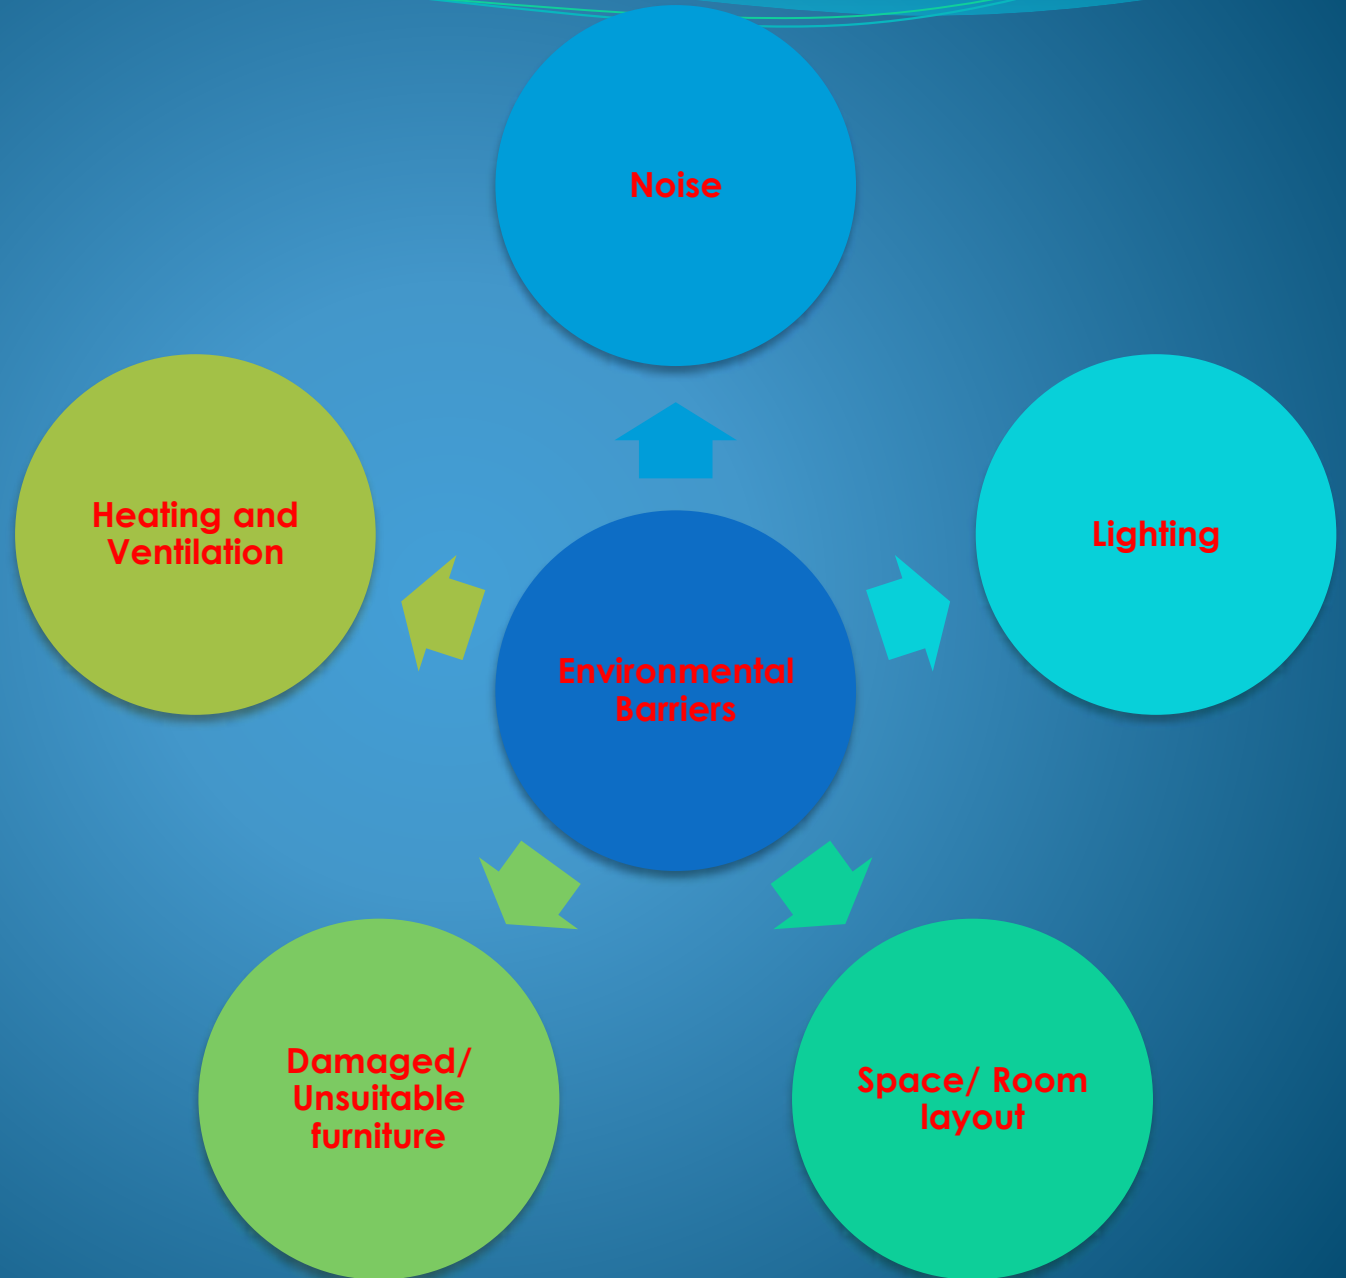 Noise
Heating and
Ventilation
Lighting
Environmental
Barriers
Damaged/
Unsuitable
furniture
Space/ Room
layout